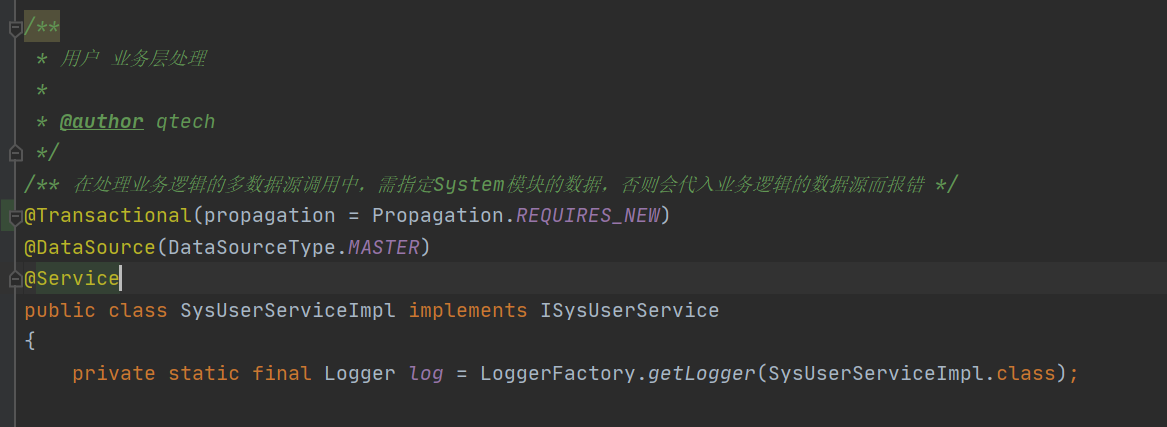 /**
 * 用户 业务层处理
 *
 * @author qtech
 */
/** 在处理业务逻辑的多数据源调用中，需指定System模块的数据，否则会代入业务逻辑的数据源而报错 */
@Transactional(propagation = Propagation.REQUIRES_NEW)
@DataSource(DataSourceType.MASTER)
@Service
public class SysUserServiceImpl implements ISysUserService
{
    private static final Logger log = LoggerFactory.getLogger(SysUserServiceImpl.class);